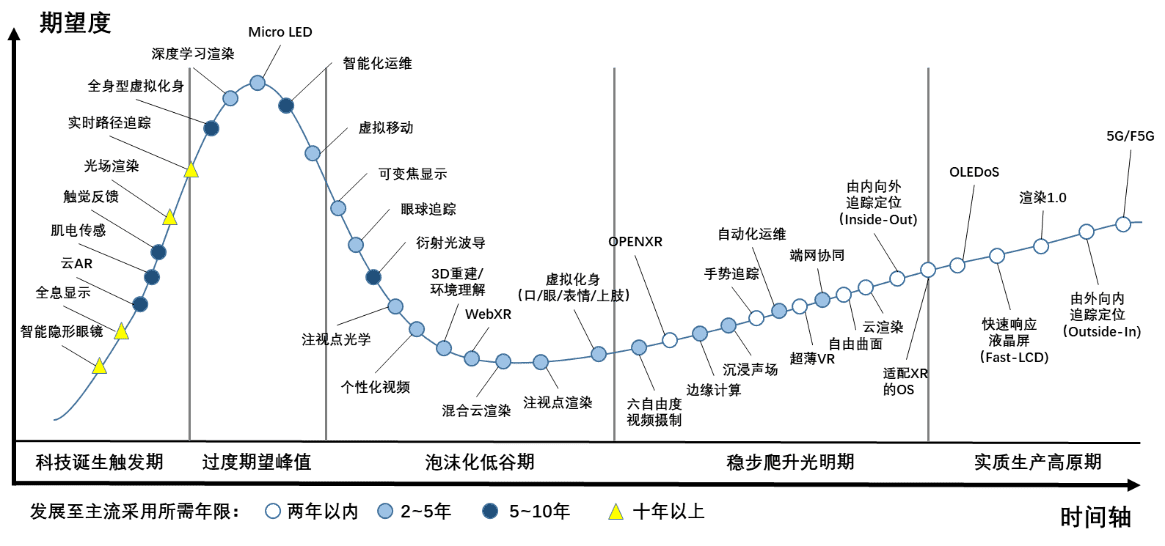 期望度
Micro LED
深度学习渲染
智能化运维
全身型虚拟化身
实时路径追踪
虚拟移动
5G/F5G
光场渲染
可变焦显示
OLEDoS
触觉反馈
由内向外
追踪定位
(Inside-Out)
渲染1.0
眼球追踪
肌电传感
衍射光波导
OPENXR
自动化运维
端网协同
云AR
3D重建/
环境理解
虚拟化身
(口/眼/表情/上肢)
手势追踪
全息显示
WebXR
智能隐形眼镜
注视点光学
云渲染
自由曲面
由外向内
追踪定位
(Outside-In)
快速响应
液晶屏
(Fast-LCD)
超薄VR
沉浸声场
适配XR
的OS
个性化视频
边缘计算
混合云渲染
注视点渲染
六自由度
视频摄制
科技诞生触发期
过度期望峰值
泡沫化低谷期
稳步爬升光明期
实质生产高原期
发展至主流采用所需年限:
两年以内
2~5年
5~10年
十年以上
时间轴